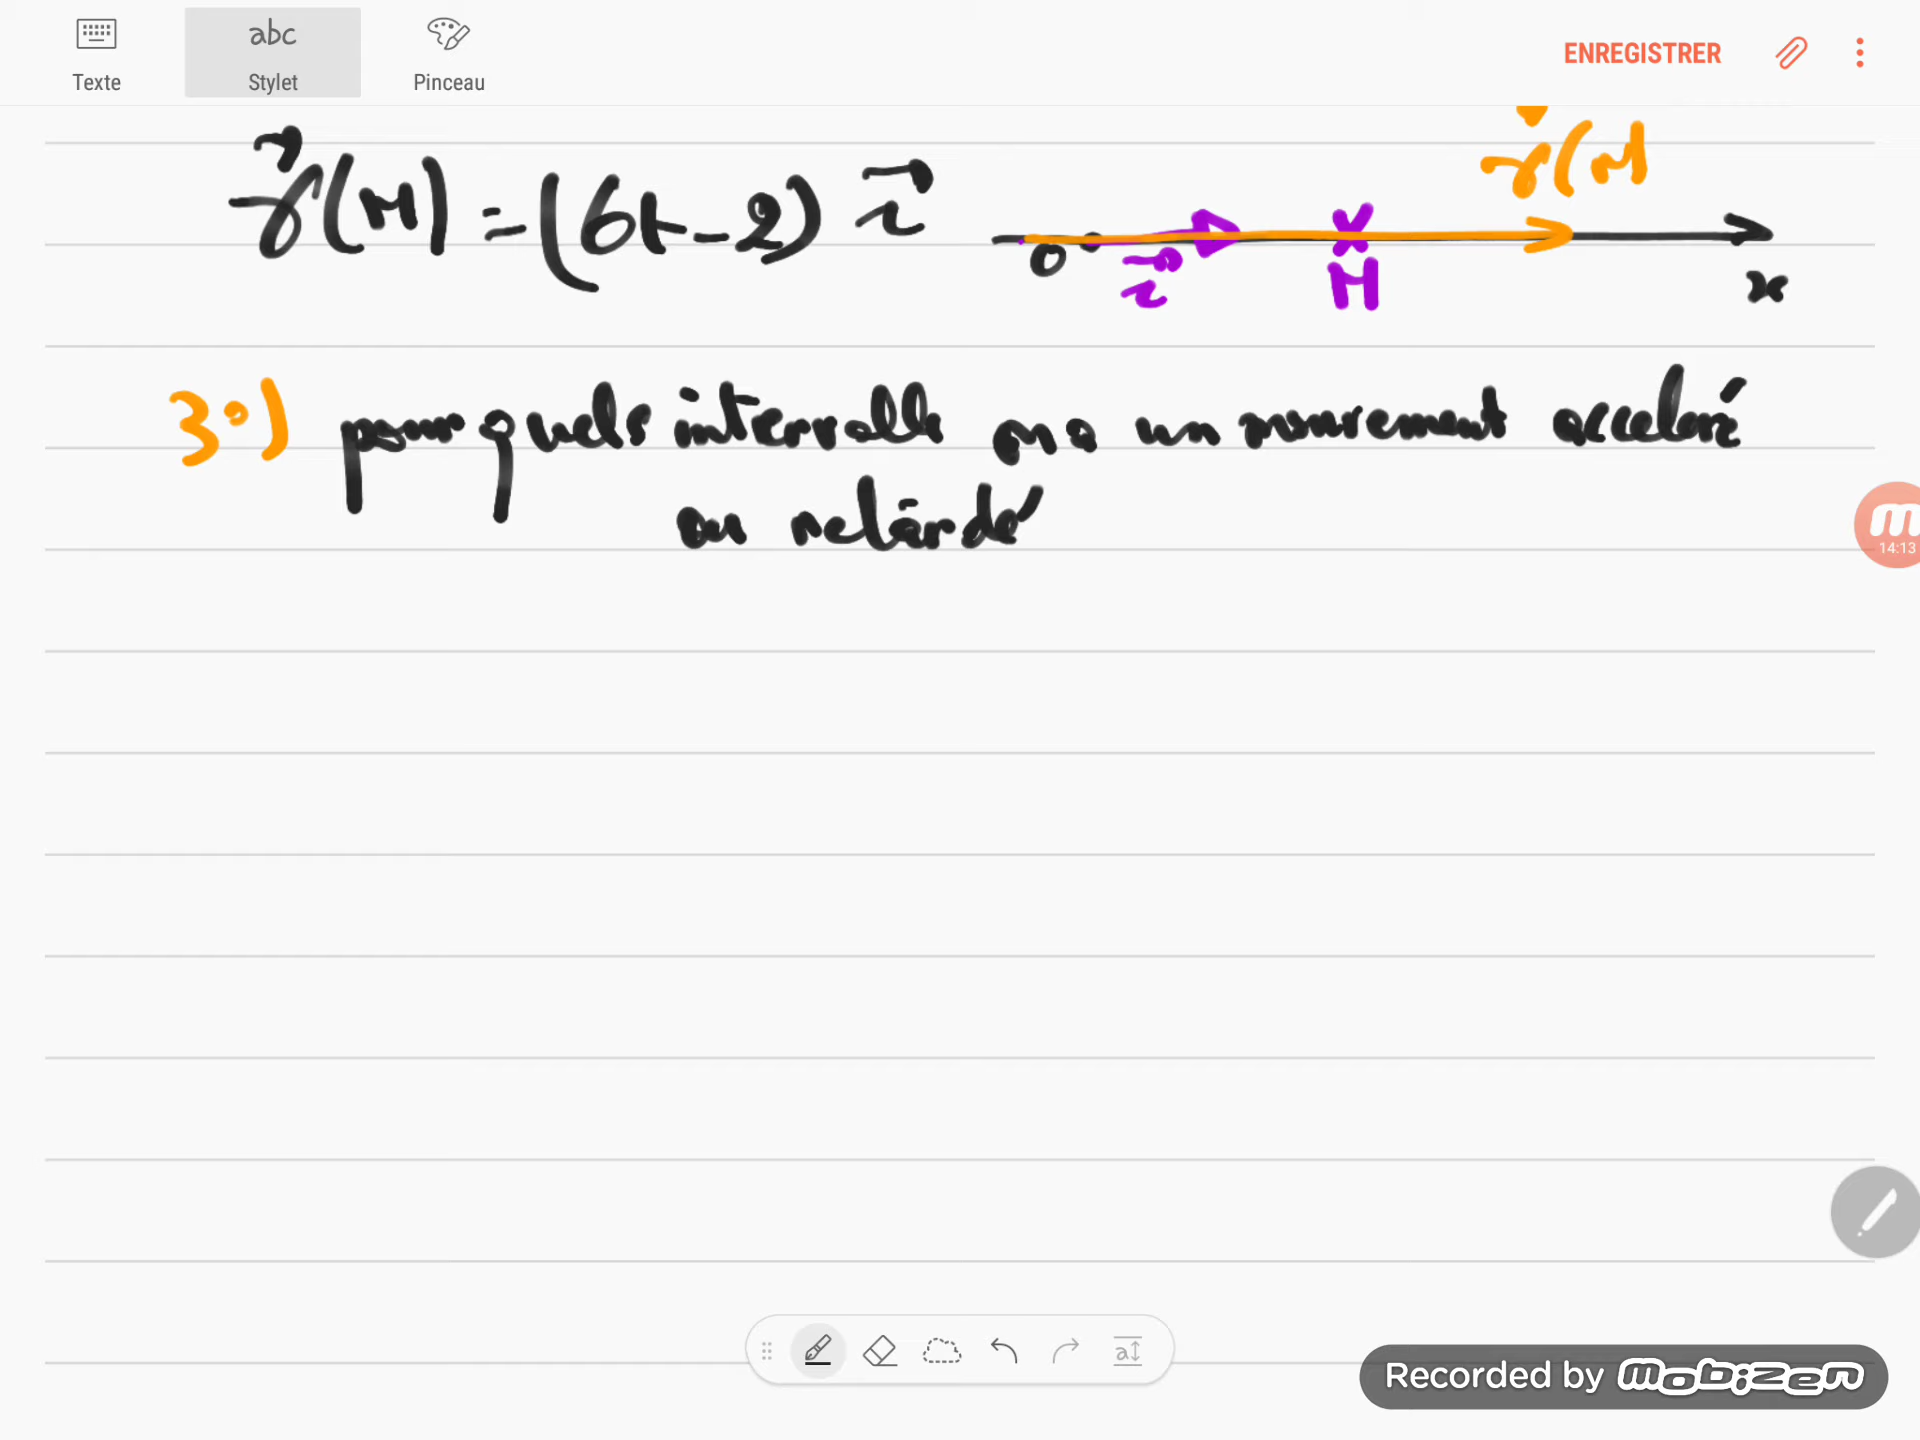 abc
Texte Stylet Pinceau ENREGISTRER
γ(M
γ⃗(M) = (6t-2) i⃗
O i⃗ M x
3°) pour quels intervalle on a un mouvement acceleré
ou retardé
14:13
a
Recorded by mobizen